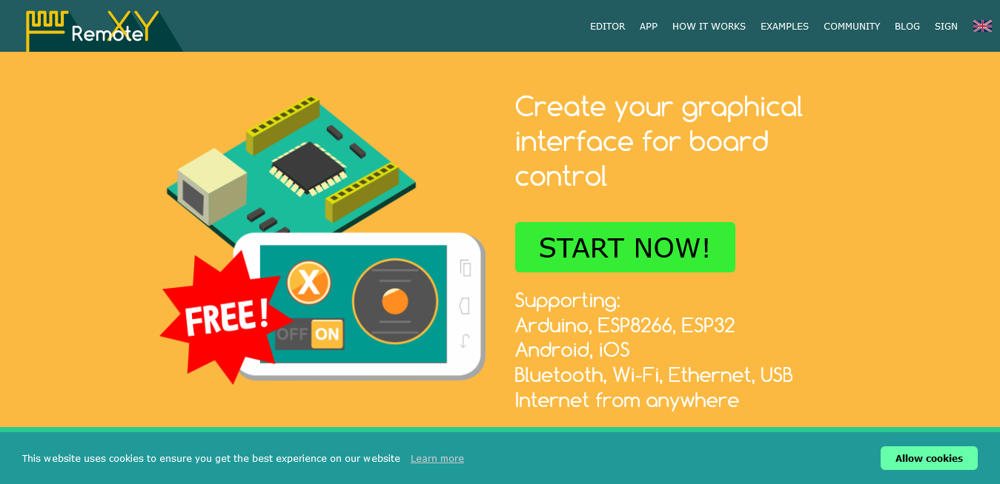 RemoteXY
EDITOR APP HOW IT WORKS EXAMPLES COMMUNITY BLOG SIGN
Create your graphical
interface for board
control
START NOW!
X
FREE!
OFF ON
Supporting:
Arduino, ESP8266, ESP32
Android, iOS
Bluetooth, Wi-Fi, Ethernet, USB
Internet from anywhere
This website uses cookies to ensure you get the best experience on our website Learn more
Allow cookies